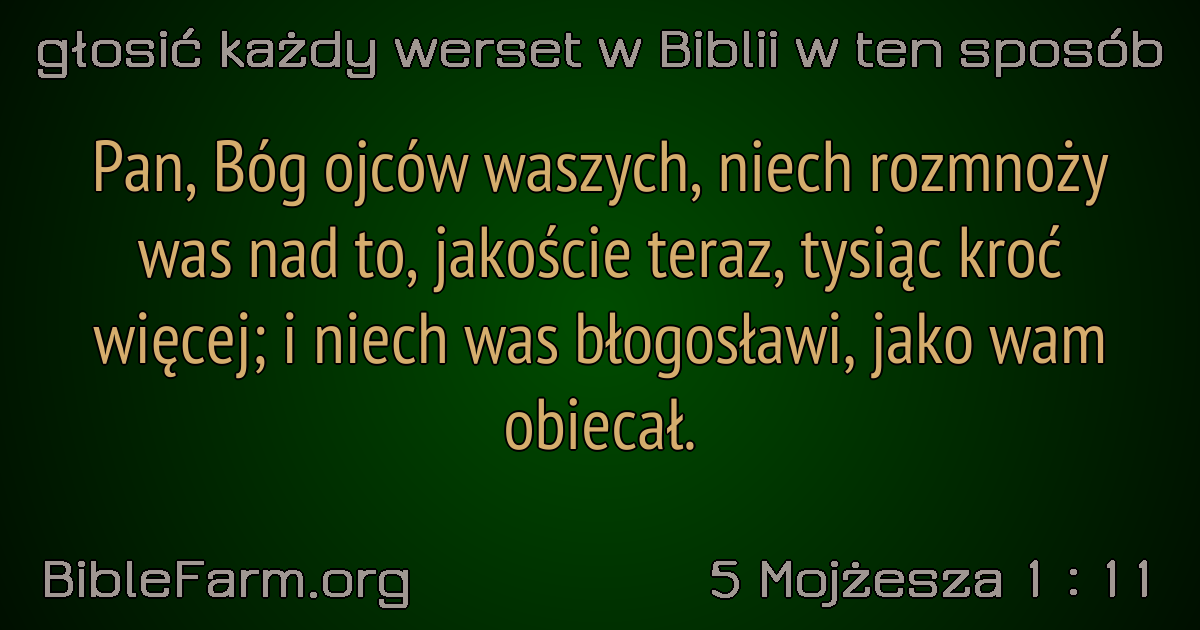 głosić każdy werset w Biblii w ten sposób
Pan, Bóg ojców waszych, niech rozmnoży
was nad to, jakoście teraz, tysiąc kroć
więcej; i niech was błogosławi, jako wam
obiecał.
BibleFarm.org
5 Mojżesza 1 : 11